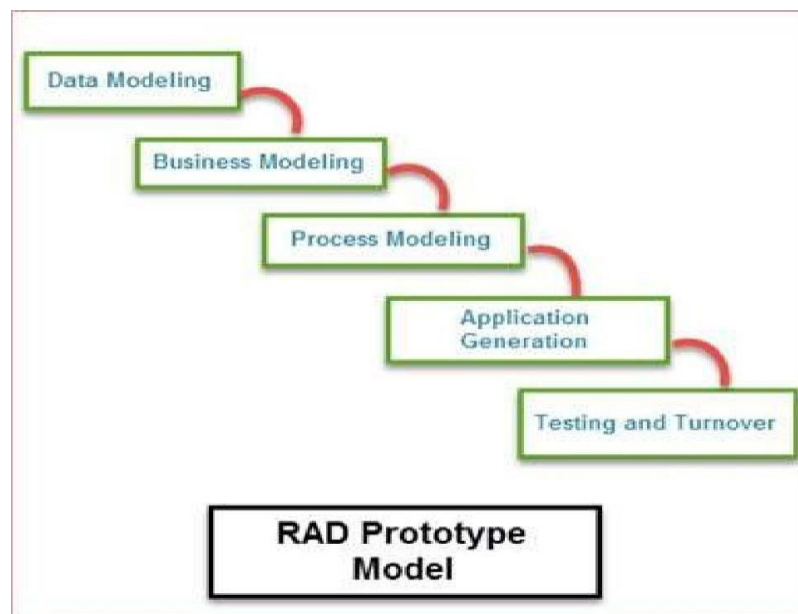 Data Modeling
Business Modeling
Process Modeling
Application
Generation
Testing and Turnover
RAD Prototype
Model